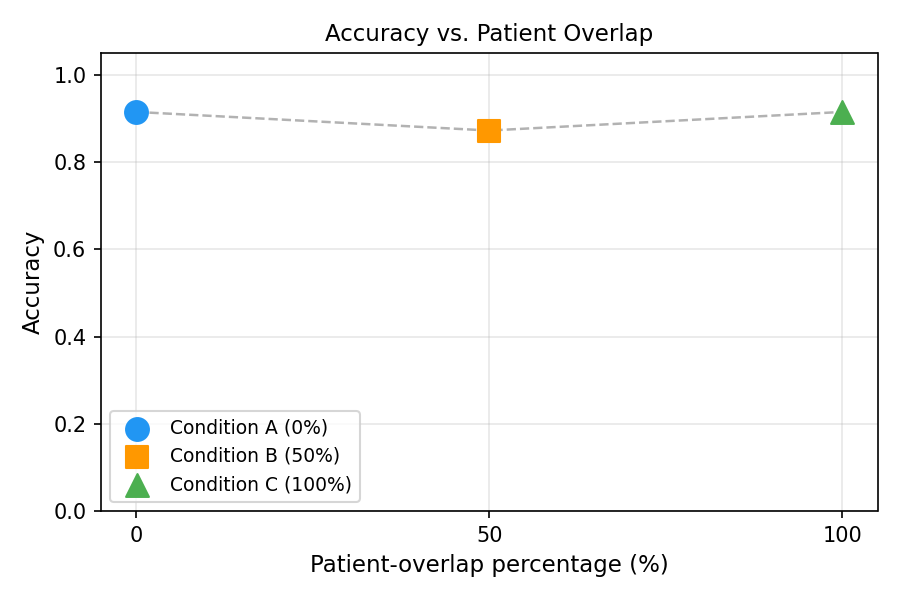 Accuracy vs. Patient Overlap
Accuracy
1.0
0.8
0.6
0.4
0.2
0.0
Condition A (0%)
Condition B (50%)
Condition C (100%)
0 50 100
Patient-overlap percentage (%)